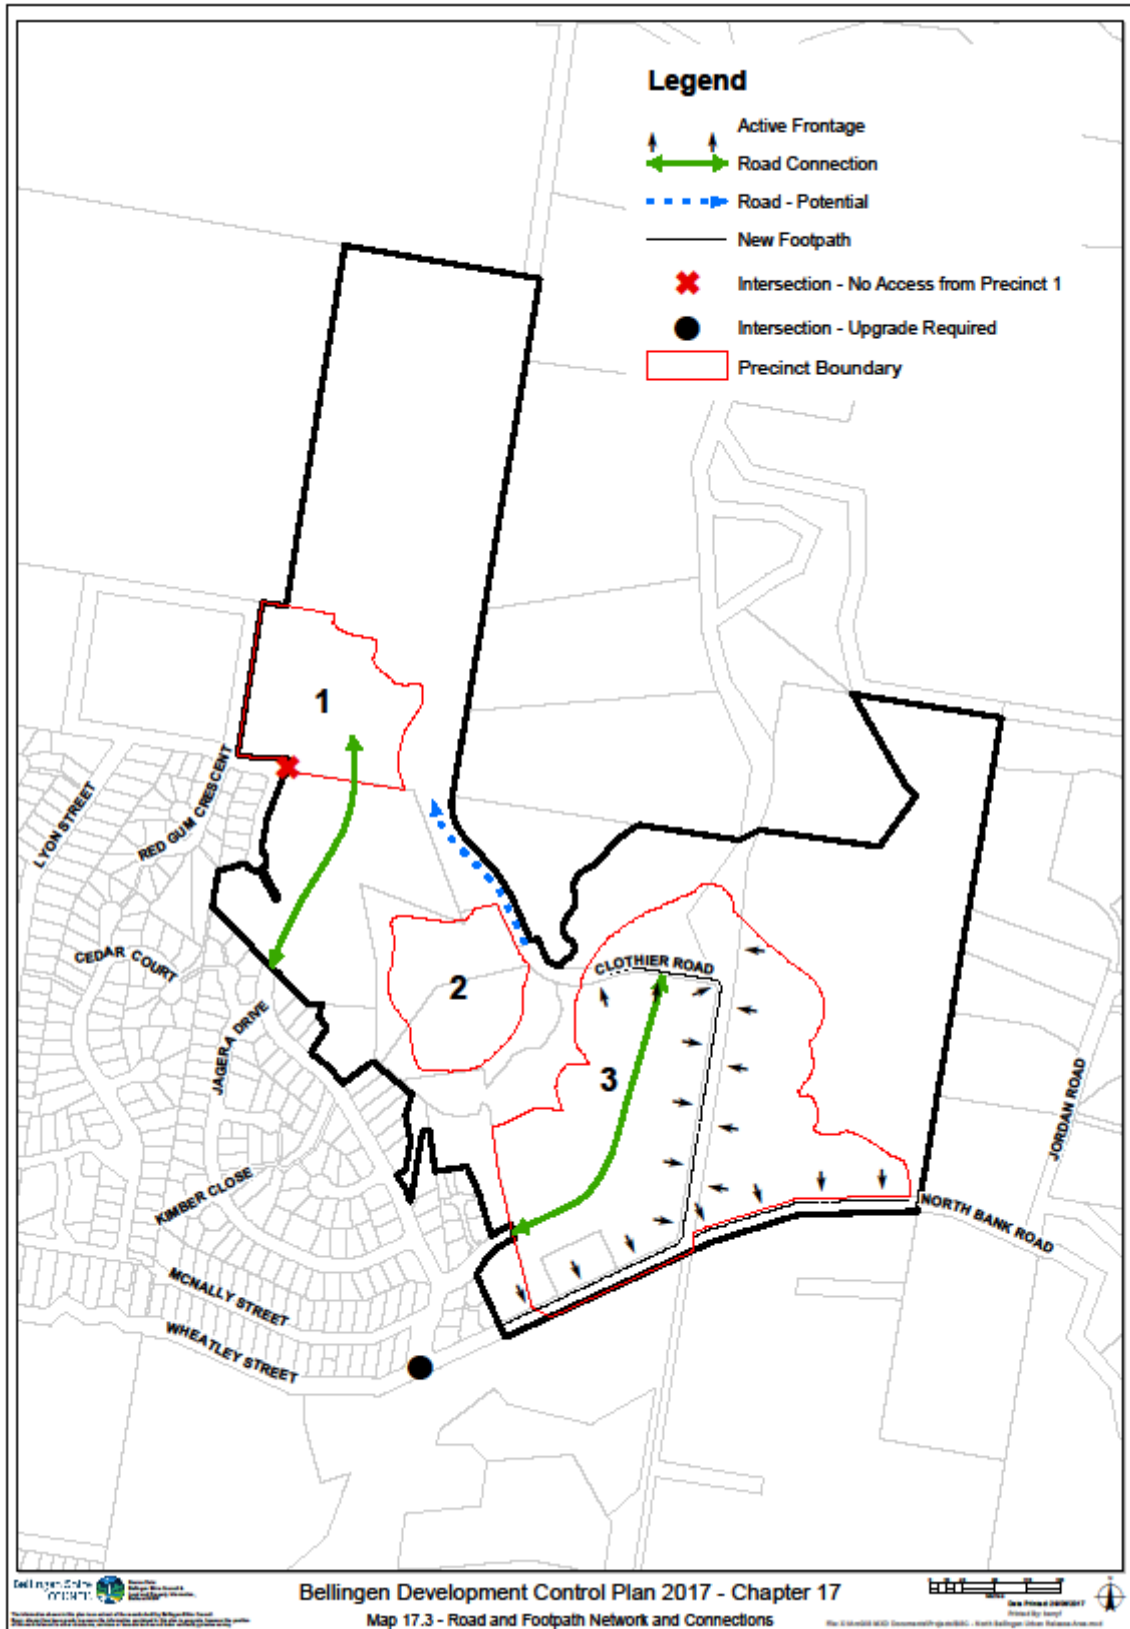 Legend
Active Frontage
Road Connection
Road - Potential
New Footpath
Intersection - No Access from Precinct 1
Intersection - Upgrade Required
Precinct Boundary
1
LYON STREET
RED GUM CRESCENT
CEDAR COURT
2
CLOTHIER ROAD
JAGERA DRIVE
3
JORDAN ROAD
KIMBER CLOSE
NORTH BANK ROAD
MCNALLY STREET
WHEATLEY STREET
Bellingen Shire
COUNCIL
Bellingen Development Control Plan 2017 - Chapter 17
Map 17.3 - Road and Footpath Network and Connections